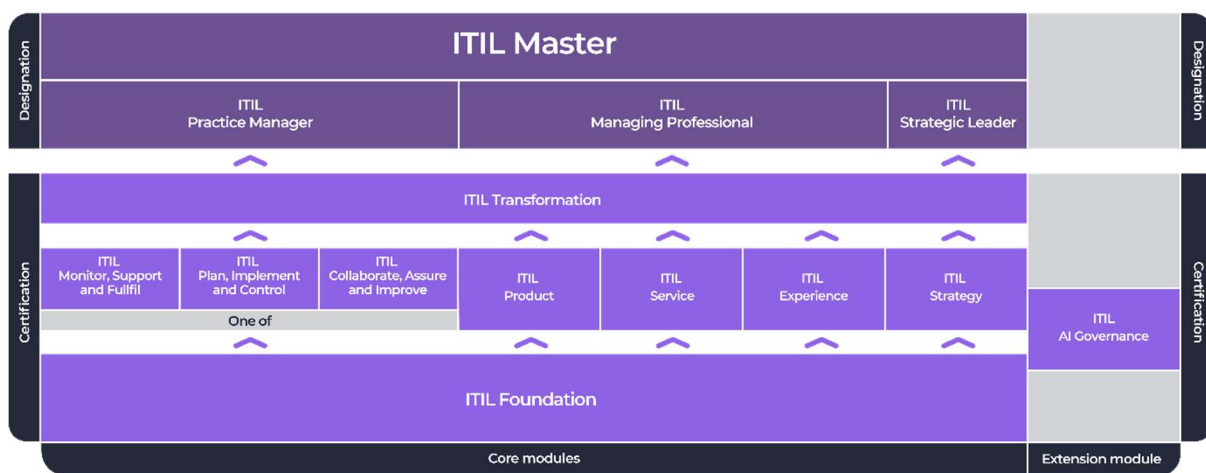 Designation
ITIL Master
Designation
ITIL
Practice Manager
ITIL
Managing Professional
ITIL
Strategic Leader
Certification
ITIL Transformation
Certification
ITIL
Monitor, Support
and Fullfil
ITIL
Plan, Implement
and Control
ITIL
Collaborate, Assure
and Improve
One of
ITIL
Product
ITIL
Service
ITIL
Experience
ITIL
Strategy
ITIL
AI Governance
ITIL Foundation
Core modules
Extension module